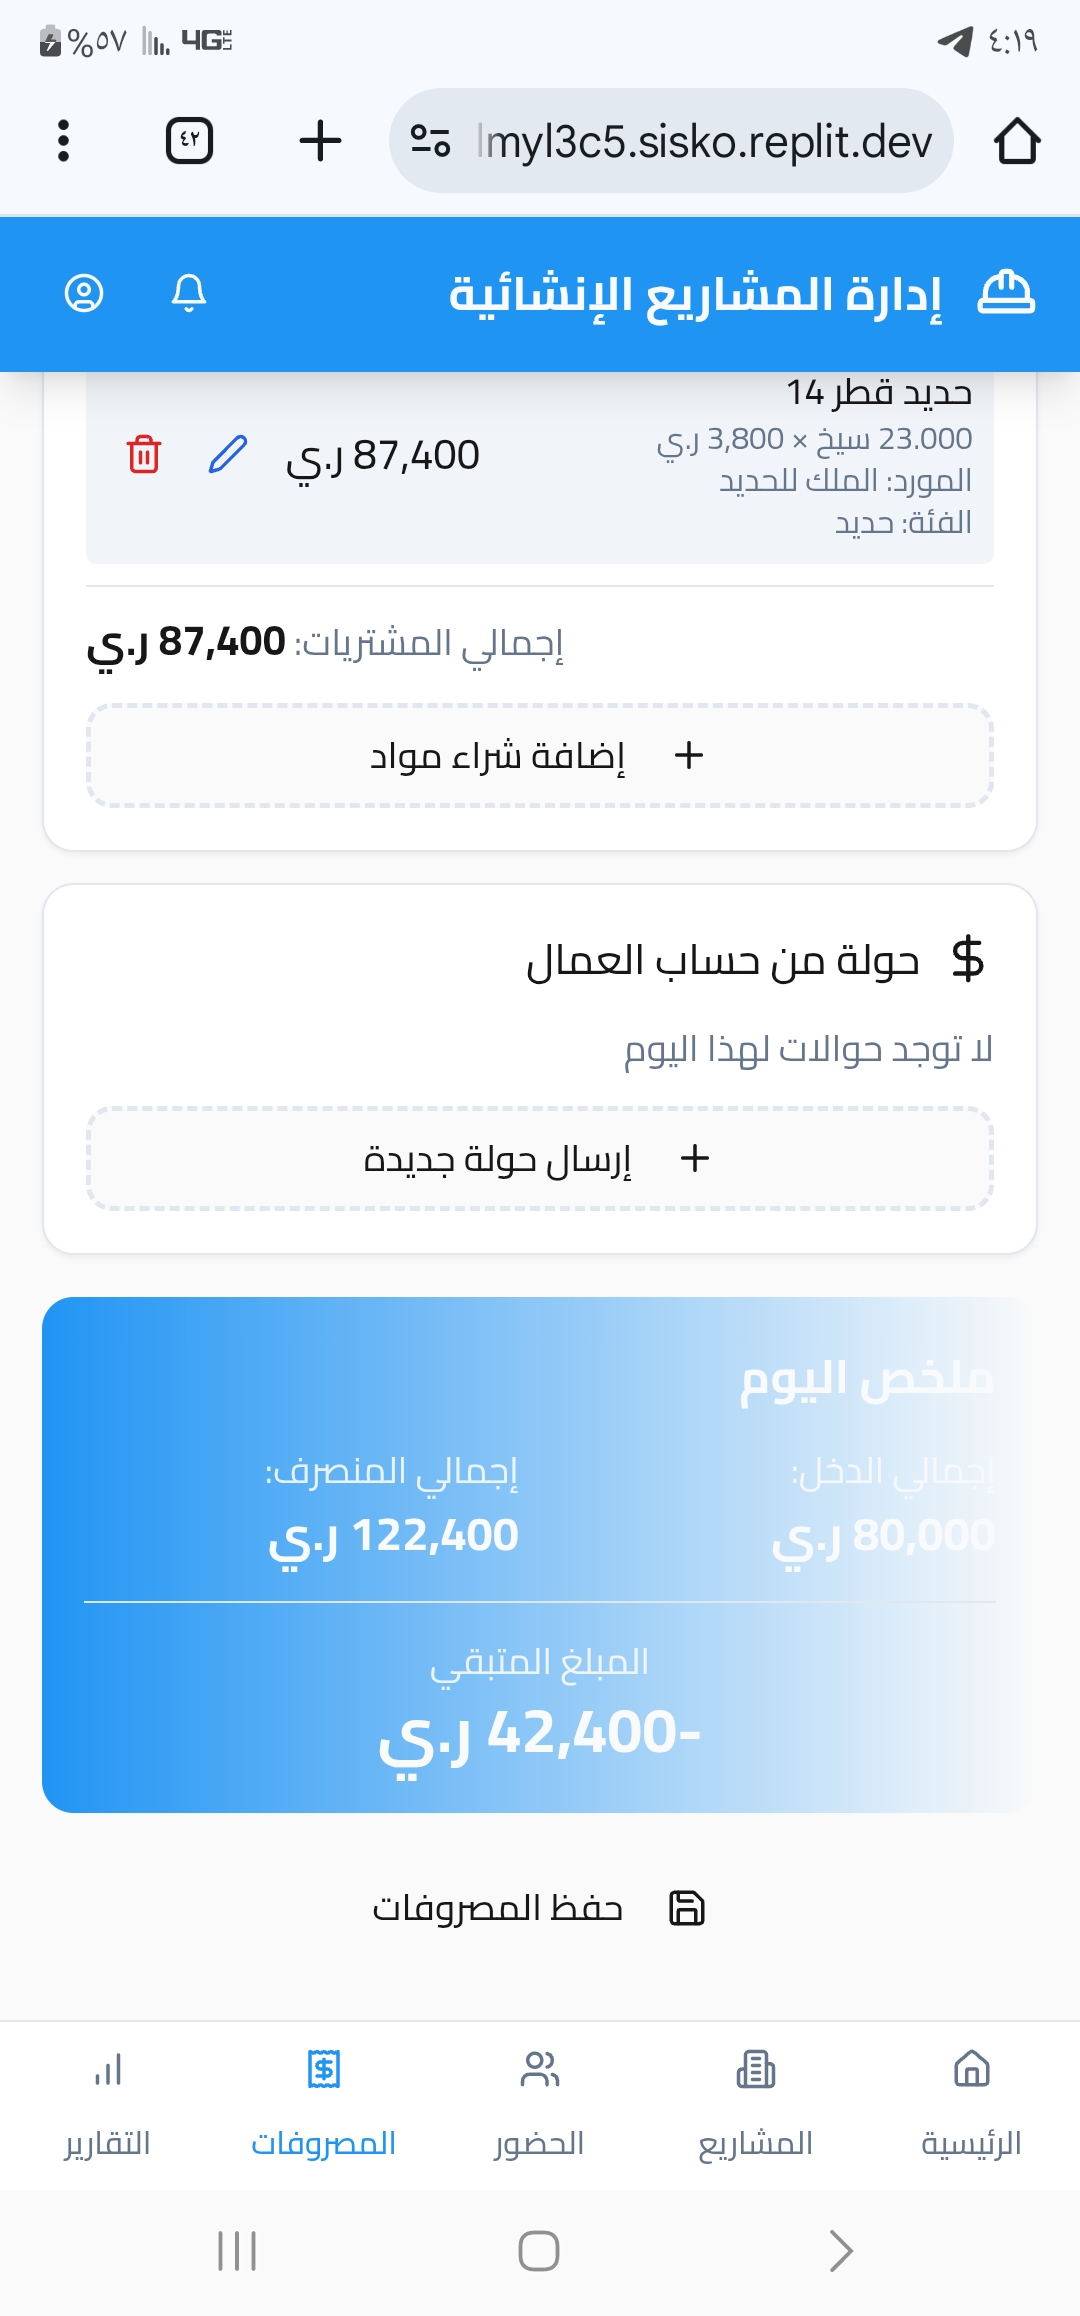 ٤:١٩
4G LTE
%٥٧
lmyl3c5.sisko.replit.dev
٤٢
إدارة المشاريع الإنشائية
حديد قطر 14
23.000 سيخ × 3,800 ر.ي
87,400 ر.ي
المورد: الملك للحديد
الفئة: حديد
إجمالي المشتريات: 87,400 ر.ي
إضافة شراء مواد
$ حولة من حساب العمال
لا توجد حوالات لهذا اليوم
إرسال حولة جديدة
ملخص اليوم
إجمالي الدخل:
80,000 ر.ي
إجمالي المنصرف:
122,400 ر.ي
المبلغ المتبقي
-42,400 ر.ي
حفظ المصروفات
الرئيسية
المشاريع
الحضور
المصروفات
التقارير